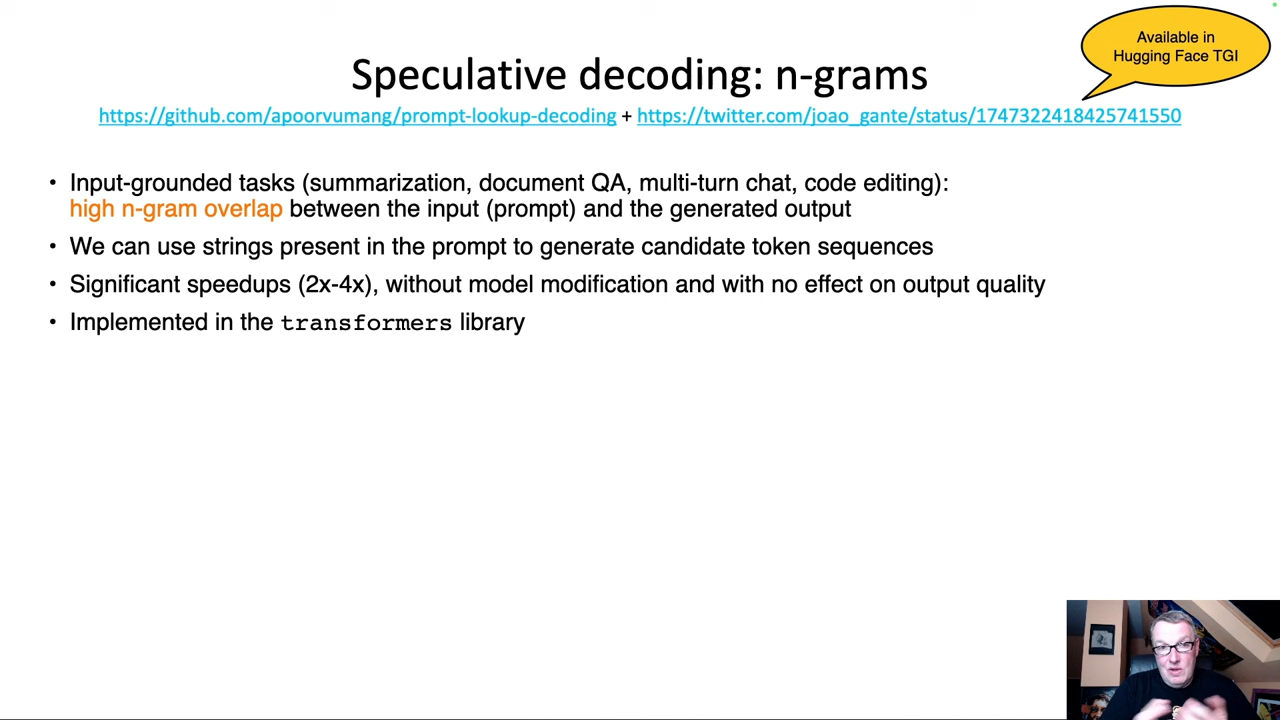 Available in
Hugging Face TGI
Speculative decoding: n-grams
https://github.com/apoorvumang/prompt-lookup-decoding + https://twitter.com/joao_gante/status/1747322418425741550
• Input-grounded tasks (summarization, document QA, multi-turn chat, code editing):
high n-gram overlap between the input (prompt) and the generated output
• We can use strings present in the prompt to generate candidate token sequences
• Significant speedups (2x-4x), without model modification and with no effect on output quality
• Implemented in the transformers library